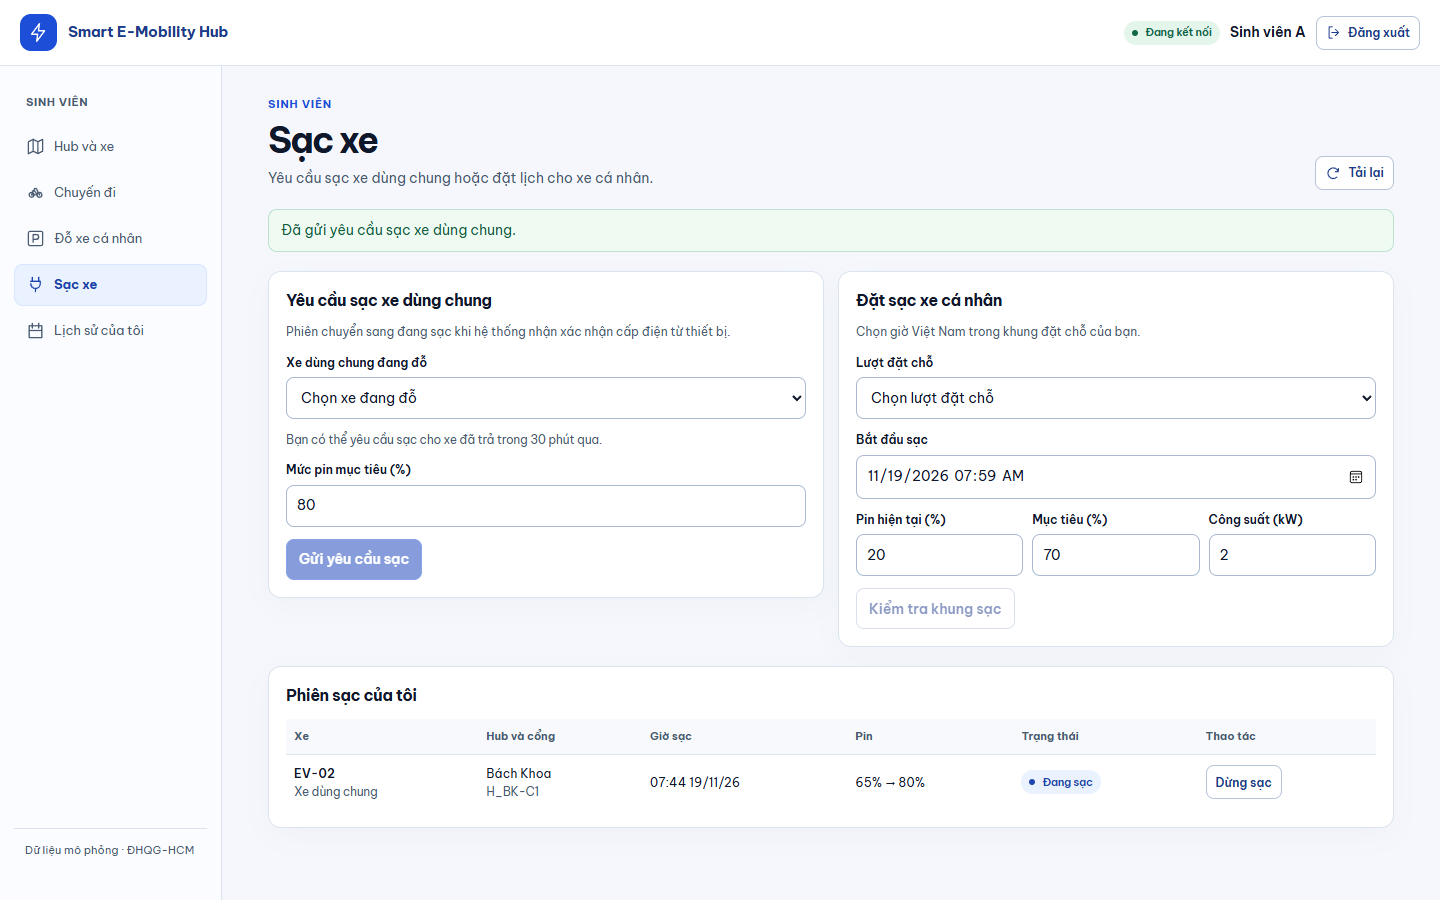 Smart E-Mobility Hub
Đang kết nối
Sinh viên A
Đăng xuất
SINH VIÊN
Hub và xe
Chuyến đi
Đỗ xe cá nhân
Sạc xe
Lịch sử của tôi
Dữ liệu mô phỏng · ĐHQG-HCM
SINH VIÊN
Sạc xe
Yêu cầu sạc xe dùng chung hoặc đặt lịch cho xe cá nhân.
Tải lại
Đã gửi yêu cầu sạc xe dùng chung.
Yêu cầu sạc xe dùng chung
Phiên chuyển sang đang sạc khi hệ thống nhận xác nhận cấp điện từ thiết bị.
Xe dùng chung đang đỗ
Chọn xe đang đỗ
Bạn có thể yêu cầu sạc cho xe đã trả trong 30 phút qua.
Mức pin mục tiêu (%)
80
Gửi yêu cầu sạc
Đặt sạc xe cá nhân
Chọn giờ Việt Nam trong khung đặt chỗ của bạn.
Lượt đặt chỗ
Chọn lượt đặt chỗ
Bắt đầu sạc
11/19/2026 07:59 AM
Pin hiện tại (%) Mục tiêu (%) Công suất (kW)
20 70 2
Kiểm tra khung sạc
Phiên sạc của tôi
Xe Hub và cổng Giờ sạc Pin Trạng thái Thao tác
EV-02 Bách Khoa 07:44 19/11/26 65% → 80% Đang sạc Dừng sạc
Xe dùng chung H_BK-C1